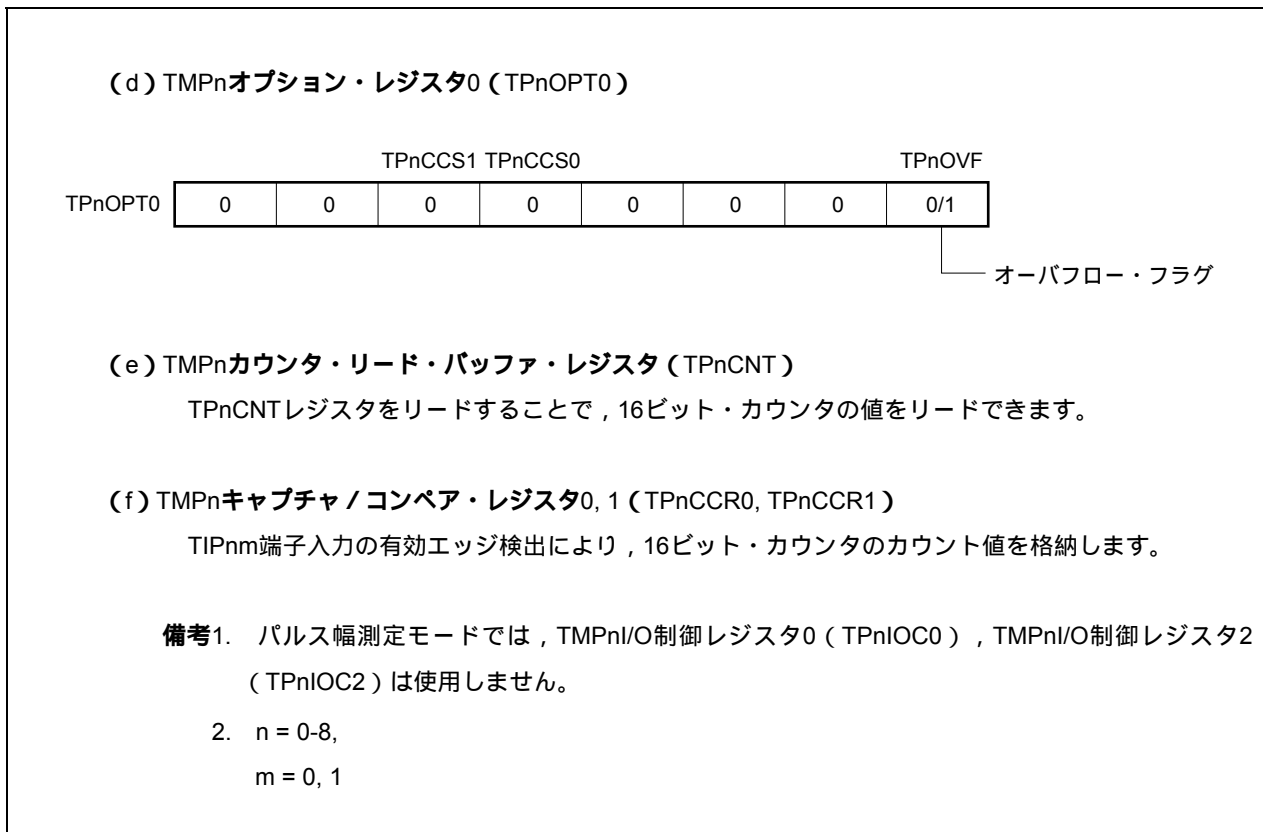 （d）TMPnオプション・レジスタ0（TPnOPT0）
TPnCCS1 TPnCCS0 TPnOVF
TPnOPT0 0 0 0 0 0 0 0 0/1
オーバフロー・フラグ
（e）TMPnカウンタ・リード・バッファ・レジスタ（TPnCNT）
TPnCNTレジスタをリードすることで，16ビット・カウンタの値をリードできます。
（f）TMPnキャプチャ／コンペア・レジスタ0, 1（TPnCCR0, TPnCCR1）
TIPnm端子入力の有効エッジ検出により，16ビット・カウンタのカウント値を格納します。
備考1. パルス幅測定モードでは，TMPnI/O制御レジスタ0（TPnIOC0），TMPnI/O制御レジスタ2
（TPnIOC2）は使用しません。
2. n = 0-8,
m = 0, 1